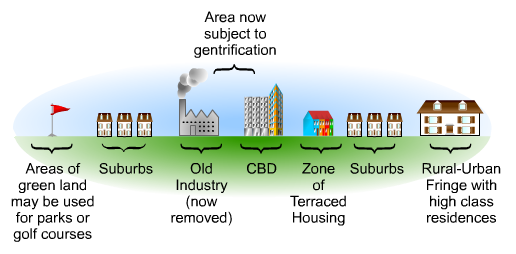 Area now
subject to
gentrification
Areas of
green land
may be used
for parks or
golf courses
Suburbs
Old
Industry
(now
removed)
CBD
Zone
of
Terraced
Housing
Suburbs
Rural-Urban
Fringe with
high class
residences